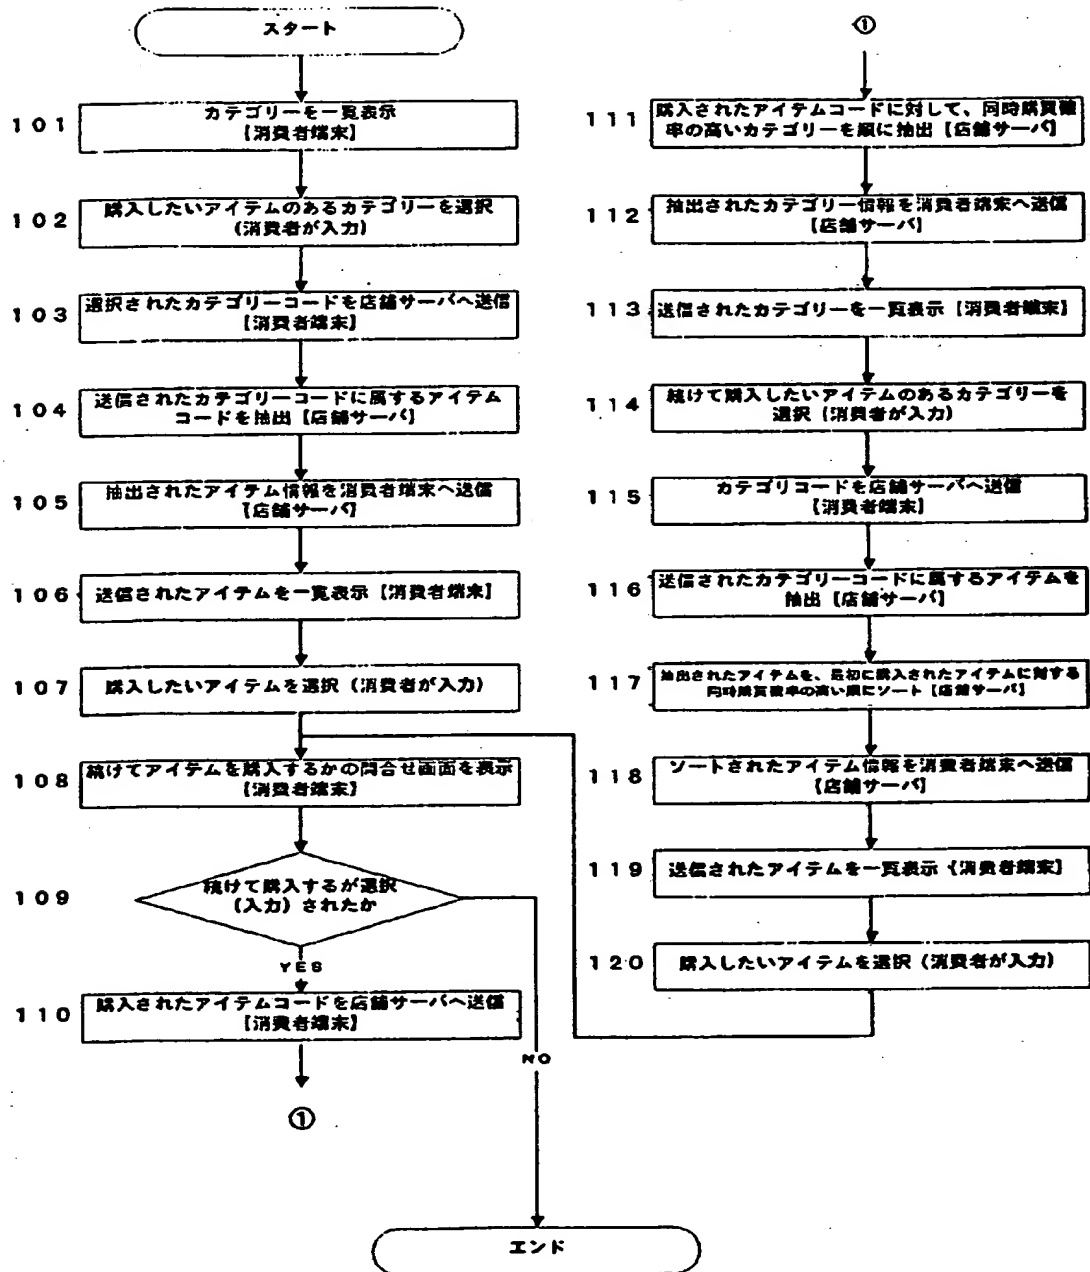 スタート
101
カテゴリーを一覧表示
【消費者端末】
102
購入したいアイテムのあるカテゴリーを選択
(消費者が入力)
103
選択されたカテゴリーコードを店舗サーバへ送信
【消費者端末】
104
送信されたカテゴリーコードに属するアイテム
コードを抽出【店舗サーバ】
105
抽出されたアイテム情報を消費者端末へ送信
【店舗サーバ】
106
送信されたアイテムを一覧表示【消費者端末】
107
購入したいアイテムを選択(消費者が入力)
108
続けてアイテムを購入するかの問合せ画面を表示
【消費者端末】
109
続けて購入するが選択
(入力)されたか
YES
110
購入されたアイテムコードを店舗サーバへ送信
【消費者端末】
NO
①
エンド
①
111
購入されたアイテムコードに対して、同時購買確
率の高いカテゴリーを順に抽出【店舗サーバ】
112
抽出されたカテゴリー情報を消費者端末へ送信
【店舗サーバ】
113
送信されたカテゴリーを一覧表示【消費者端末】
114
続けて購入したいアイテムのあるカテゴリーを
選択(消費者が入力)
115
カテゴリコードを店舗サーバへ送信
【消費者端末】
116
送信されたカテゴリーコードに属するアイテムを
抽出【店舗サーバ】
117
抽出されたアイテムを、最初に購入されたアイテムに対する
同時購買確率の高い順にソート【店舗サーバ】
118
ソートされたアイテム情報を消費者端末へ送信
【店舗サーバ】
119
送信されたアイテムを一覧表示【消費者端末】
120
購入したいアイテムを選択(消費者が入力)